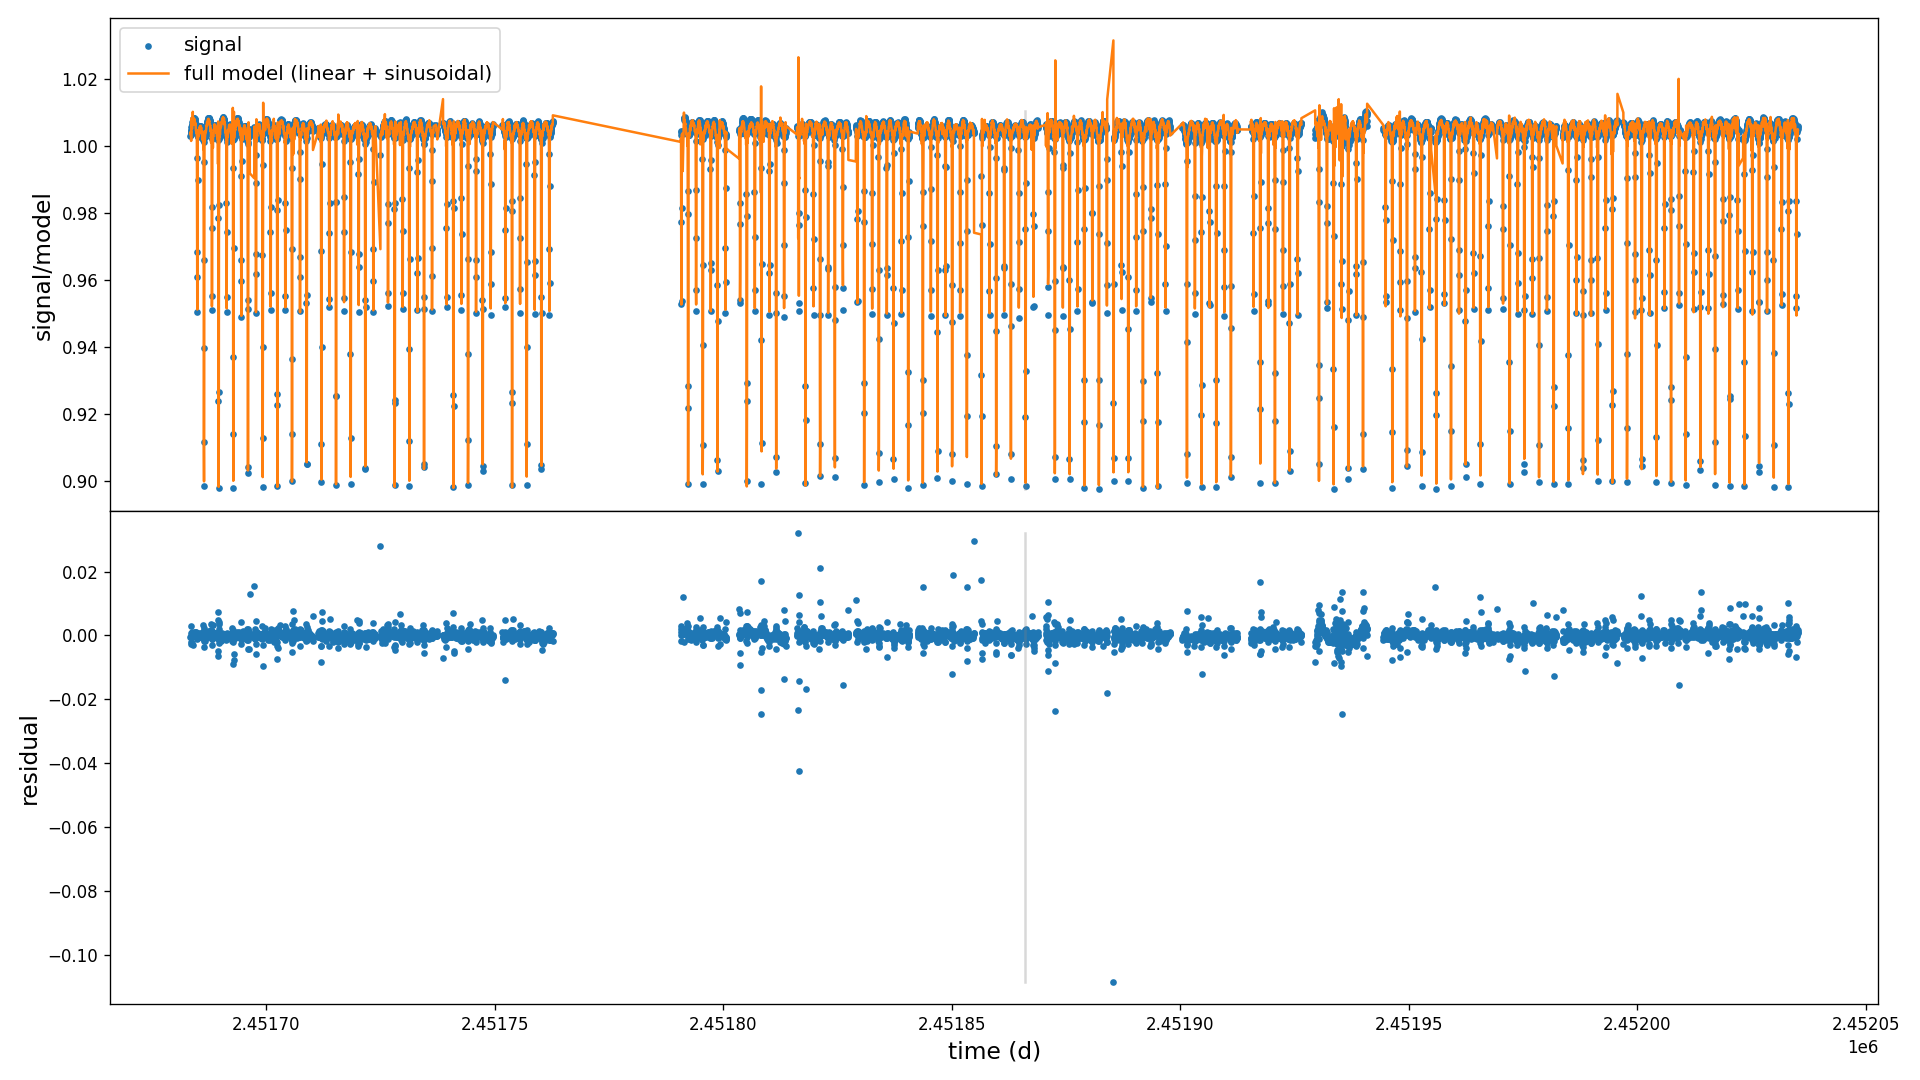 signal
full model (linear + sinusoidal)
signal/model
1.02
1.00
0.98
0.96
0.94
0.92
0.90
residual
0.02
0.00
−0.02
−0.04
−0.06
−0.08
−0.10
2.45170 2.45175 2.45180 2.45185 2.45190 2.45195 2.45200 2.45205
1e6
time (d)